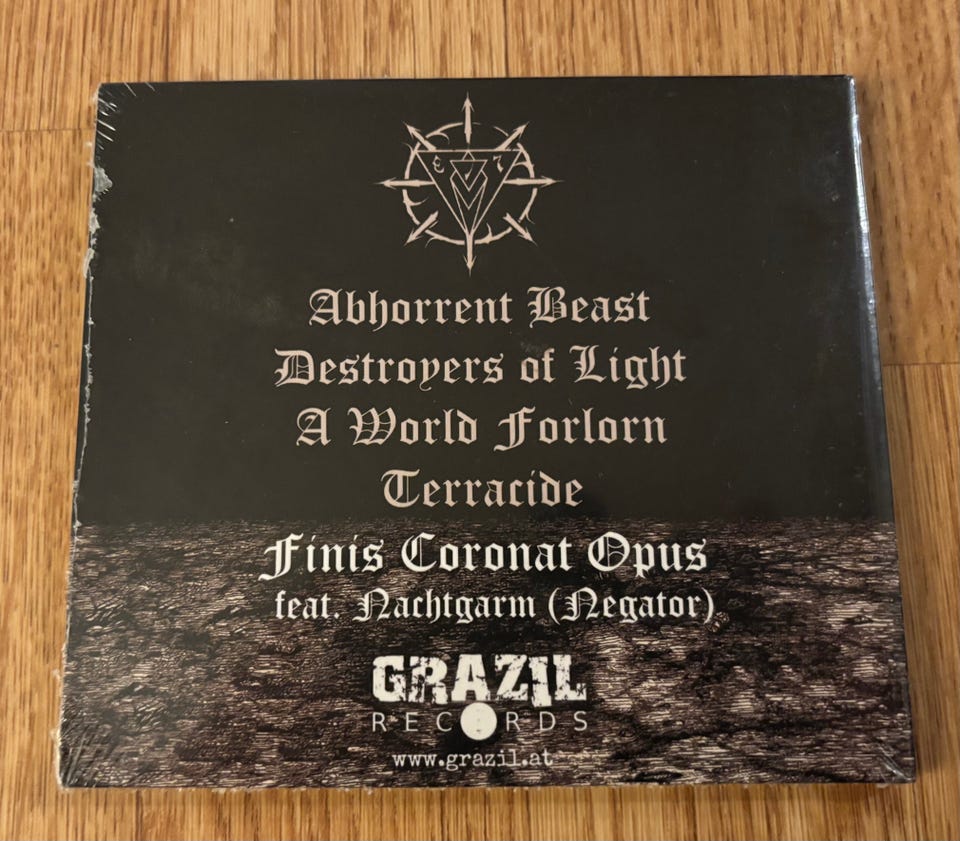 Abhorrent Beast
Destroyers of Light
A World Forlorn
Terracide
Finis Coronat Opus
feat. Nachtgarm (Negator)
GRAZIL
RECORDS
www.grazil.at